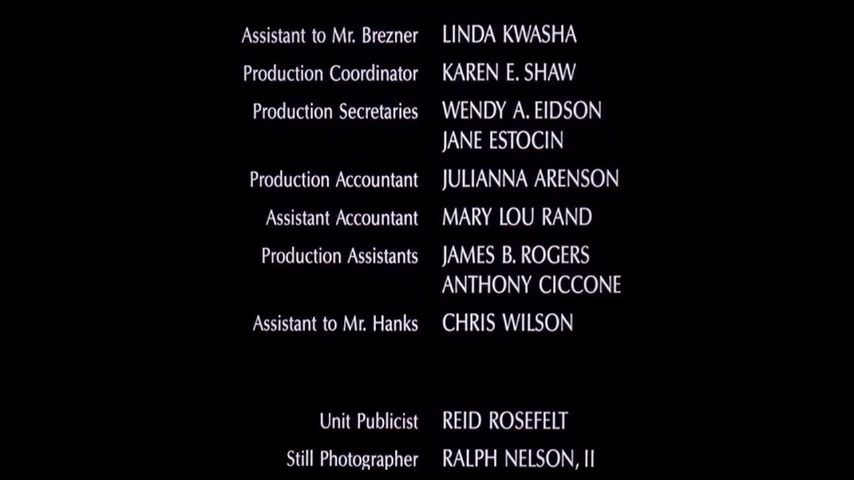 Assistant to Mr. Brezner LINDA KWASHA
Production Coordinator KAREN E. SHAW
Production Secretaries WENDY A. EIDSON
JANE ESTOCIN
Production Accountant JULIANNA ARENSON
Assistant Accountant MARY LOU RAND
Production Assistants JAMES B. ROGERS
ANTHONY CICCONE
Assistant to Mr. Hanks CHRIS WILSON
Unit Publicist REID ROSEFELT
Still Photographer RALPH NELSON, II